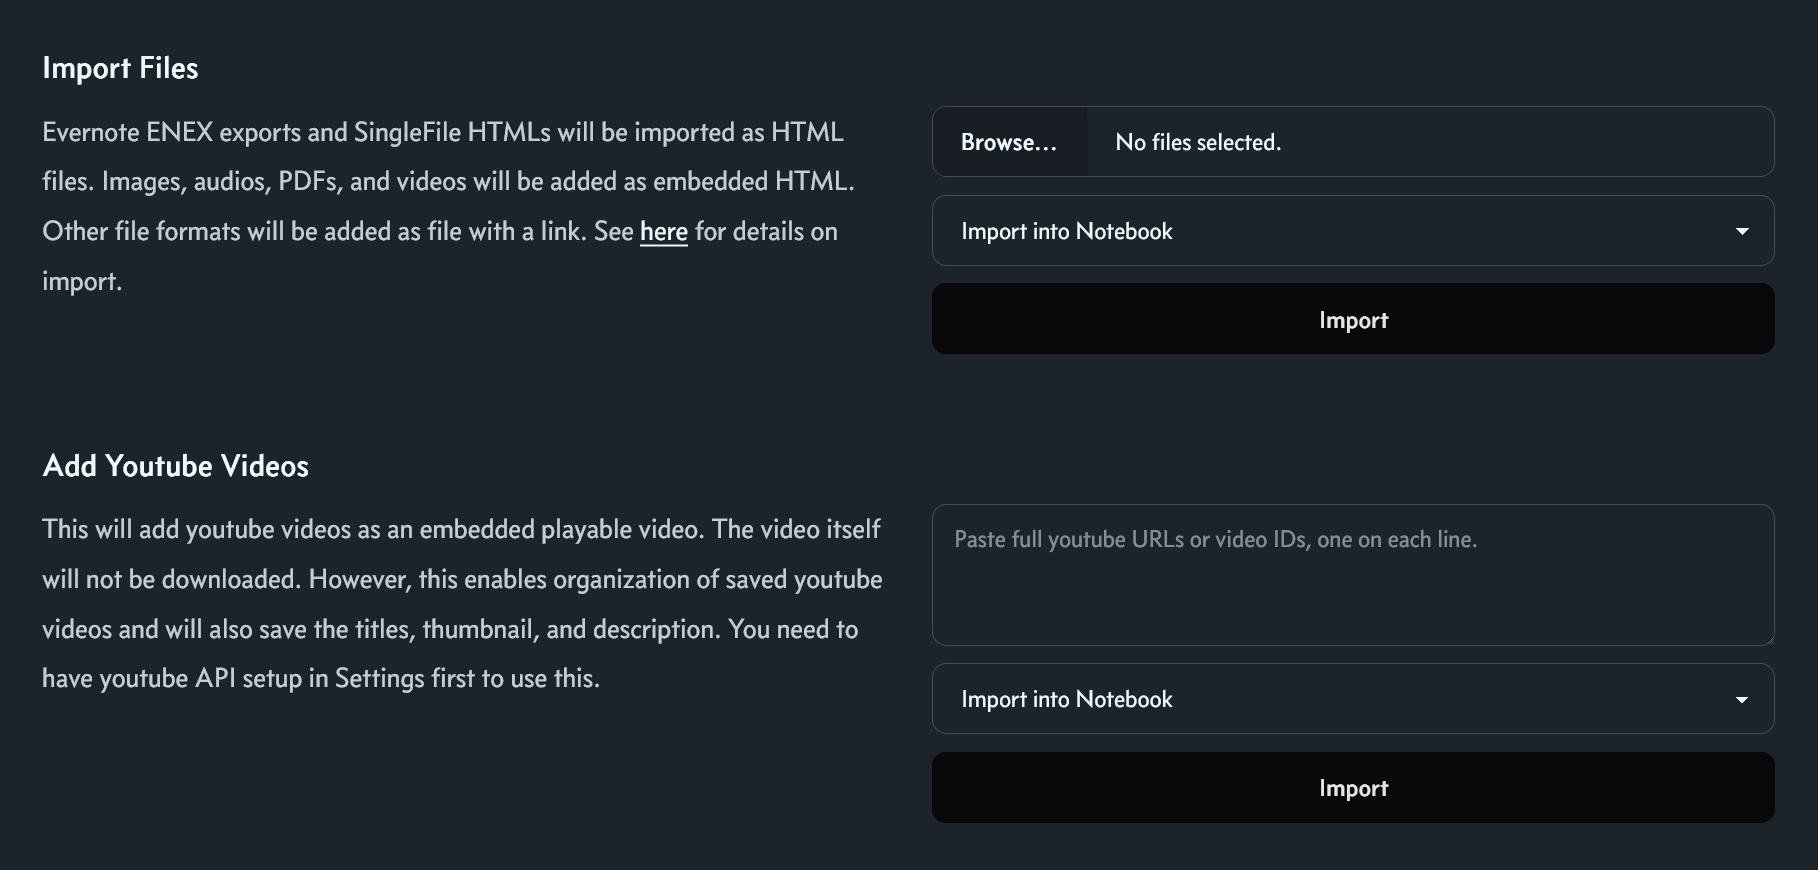 Import Files
Evernote ENEX exports and SingleFile HTMLs will be imported as HTML
files. Images, audios, PDFs, and videos will be added as embedded HTML.
Other file formats will be added as file with a link. See here for details on
import.
Browse...
No files selected.
Import into Notebook
Import
Add Youtube Videos
This will add youtube videos as an embedded playable video. The video itself
will not be downloaded. However, this enables organization of saved youtube
videos and will also save the titles, thumbnail, and description. You need to
have youtube API setup in Settings first to use this.
Paste full youtube URLs or video IDs, one on each line.
Import into Notebook
Import